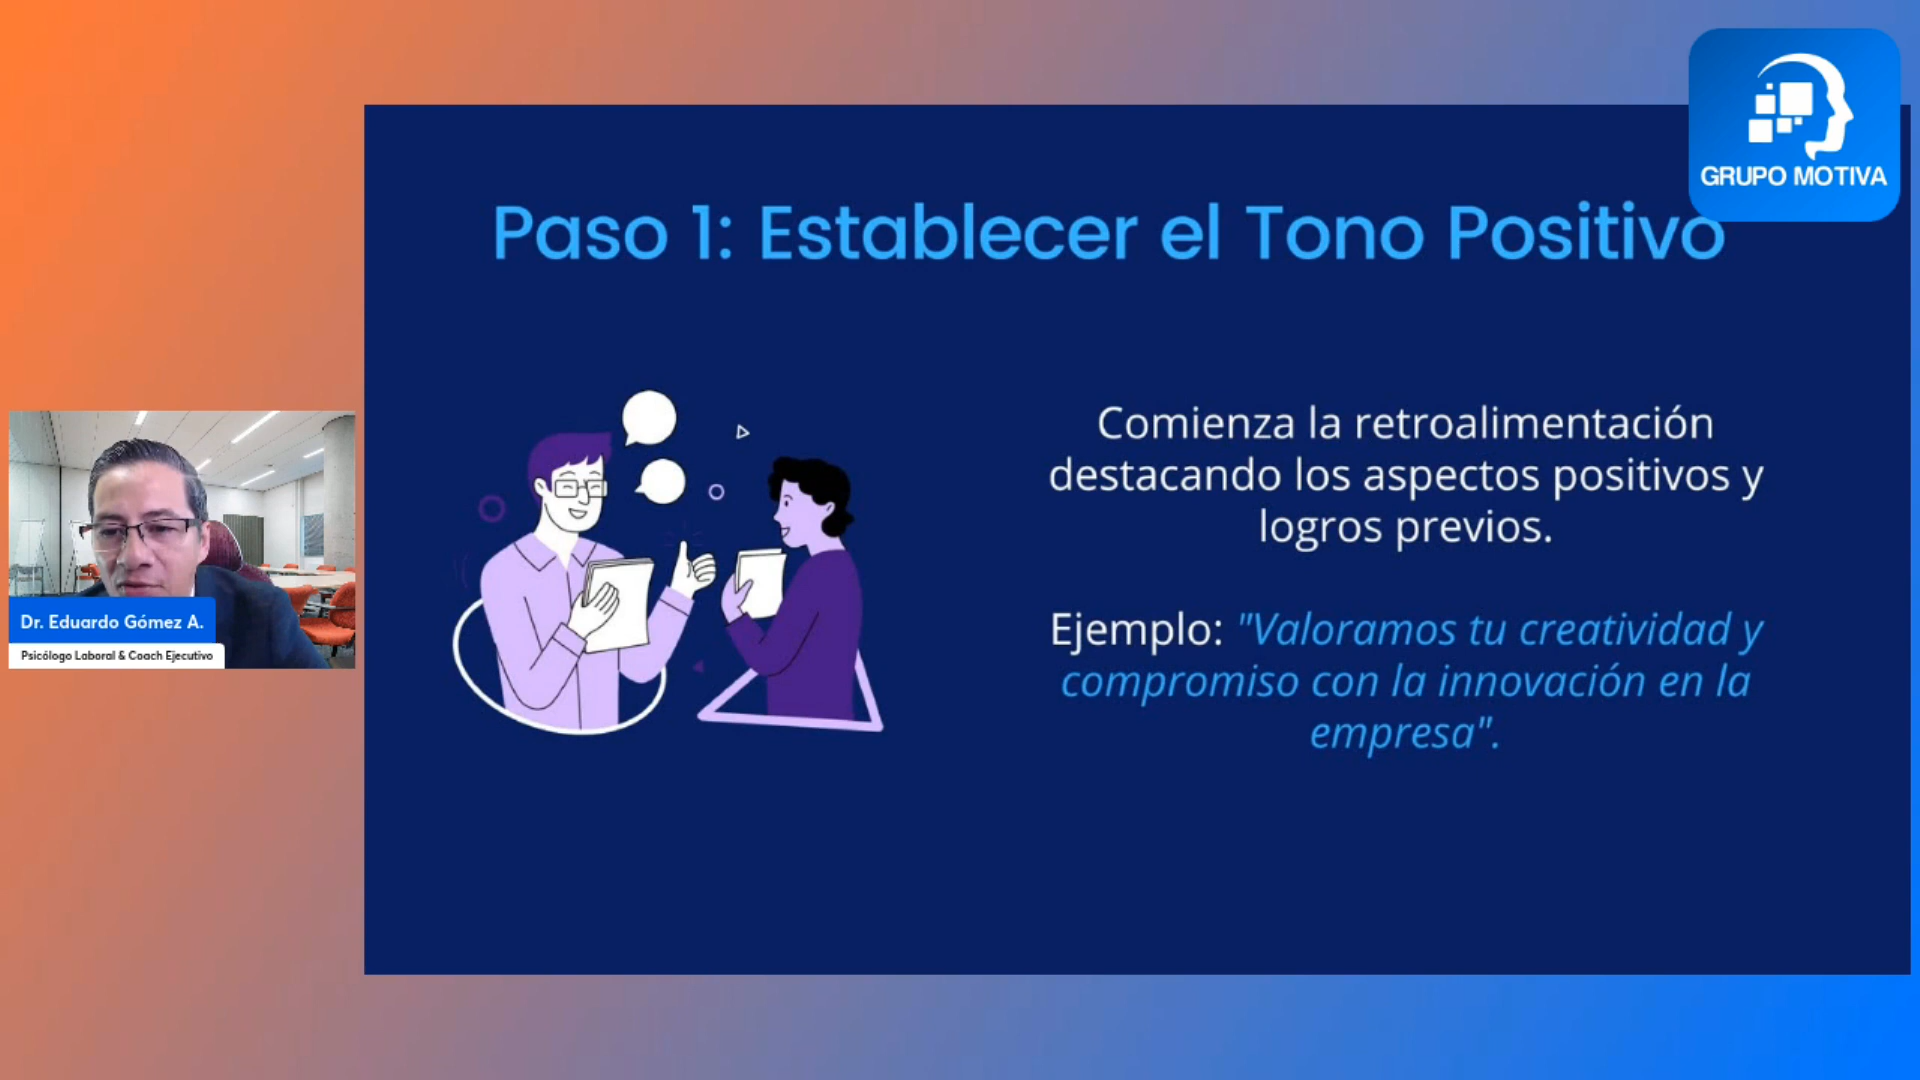 GRUPO MOTIVA
Paso 1: Establecer el Tono Positivo
Comienza la retroalimentación
destacando los aspectos positivos y
logros previos.
Ejemplo: "Valoramos tu creatividad y
compromiso con la innovación en la
empresa".
Dr. Eduardo Gómez A.
Psicólogo Laboral & Coach Ejecutivo